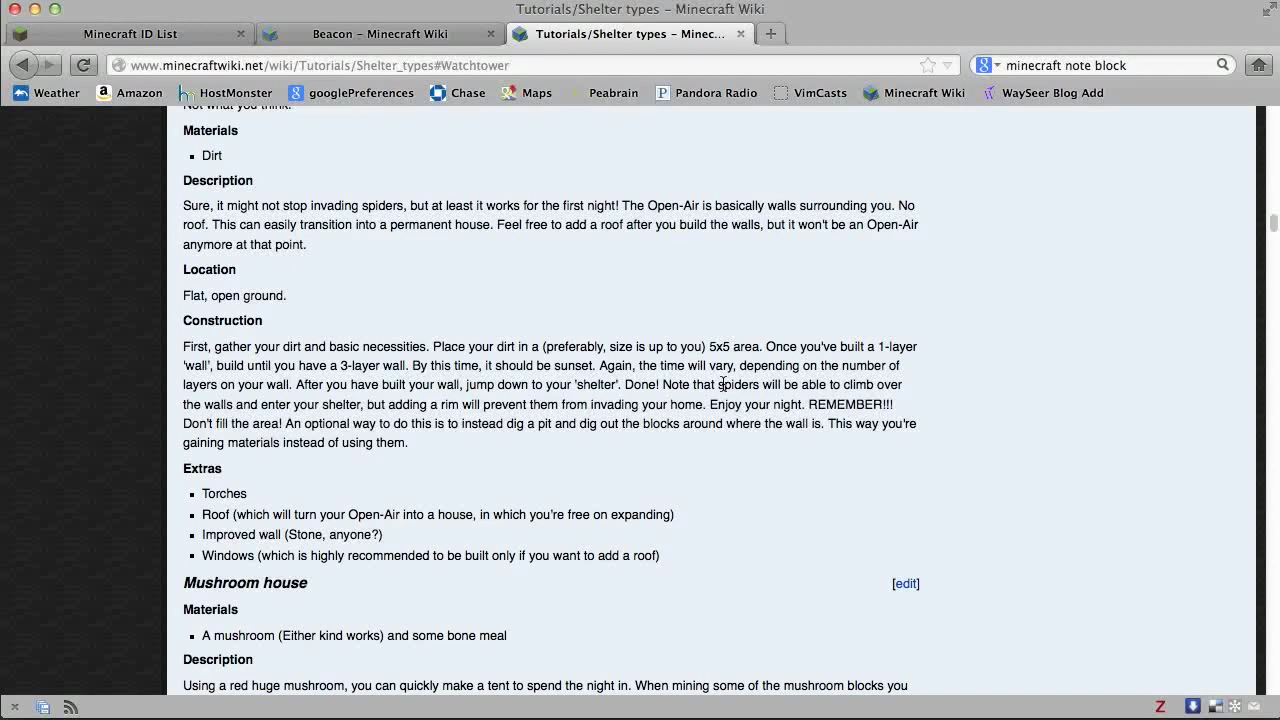 Tutorials/Shelter types – Minecraft Wiki
Minecraft ID List
Beacon – Minecraft Wiki
Tutorials/Shelter types – Minec...
www.minecraftwiki.net/wiki/Tutorials/Shelter_types#Watchtower
minecraft note block
Weather
Amazon
HostMonster
googlePreferences
Chase
Maps
Peabrain
Pandora Radio
VimCasts
Minecraft Wiki
WaySeer Blog Add
Not what you think.
Materials
Dirt
Description
Sure, it might not stop invading spiders, but at least it works for the first night! The Open-Air is basically walls surrounding you. No
roof. This can easily transition into a permanent house. Feel free to add a roof after you build the walls, but it won't be an Open-Air
anymore at that point.
Location
Flat, open ground.
Construction
First, gather your dirt and basic necessities. Place your dirt in a (preferably, size is up to you) 5x5 area. Once you've built a 1-layer
'wall', build until you have a 3-layer wall. By this time, it should be sunset. Again, the time will vary, depending on the number of
layers on your wall. After you have built your wall, jump down to your 'shelter'. Done! Note that spiders will be able to climb over
the walls and enter your shelter, but adding a rim will prevent them from invading your home. Enjoy your night. REMEMBER!!!
Don't fill the area! An optional way to do this is to instead dig a pit and dig out the blocks around where the wall is. This way you're
gaining materials instead of using them.
Extras
Torches
Roof (which will turn your Open-Air into a house, in which you're free on expanding)
Improved wall (Stone, anyone?)
Windows (which is highly recommended to be built only if you want to add a roof)
Mushroom house
[edit]
Materials
A mushroom (Either kind works) and some bone meal
Description
Using a red huge mushroom, you can quickly make a tent to spend the night in. When mining some of the mushroom blocks you